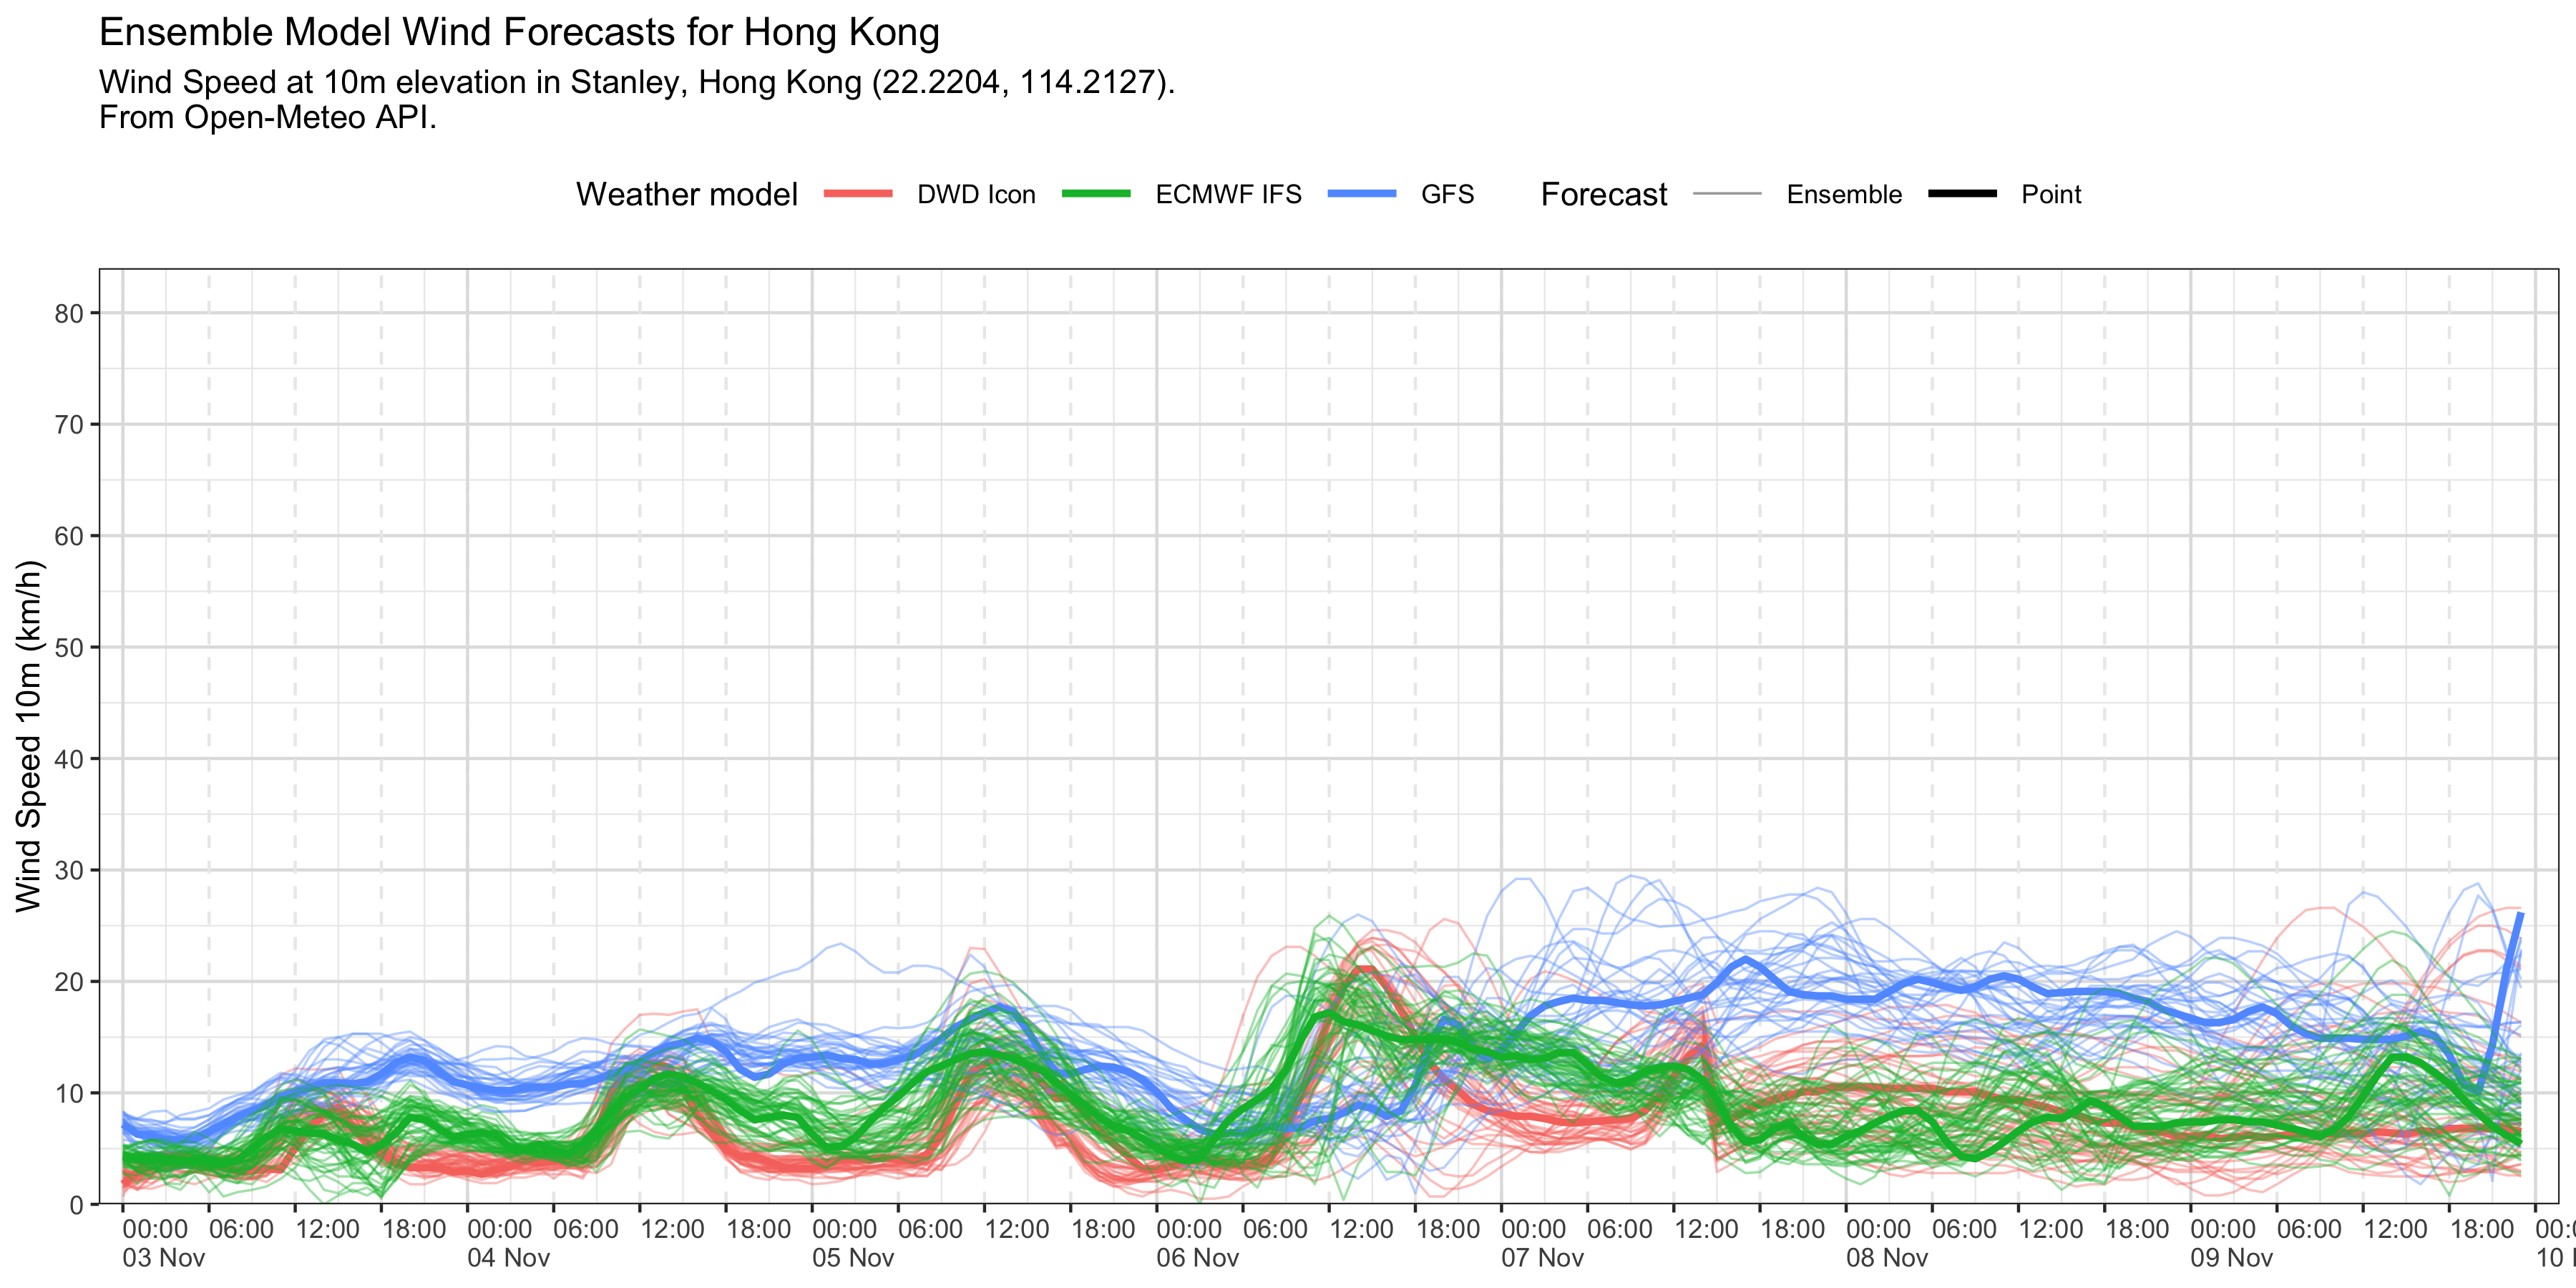 Ensemble Model Wind Forecasts for Hong Kong
Wind Speed at 10m elevation in Stanley, Hong Kong (22.2204, 114.2127).
From Open-Meteo API.
Weather model DWD Icon ECMWF IFS GFS Forecast Ensemble Point
Wind Speed 10m (km/h)
80
70
60
50
40
30
20
10
0
00:00 06:00 12:00 18:00 00:00 06:00 12:00 18:00 00:00 06:00 12:00 18:00 00:00 06:00 12:00 18:00 00:00 06:00 12:00 18:00 00:00 06:00 12:00 18:00 00:00 06:00 12:00 18:00
03 Nov 04 Nov 05 Nov 06 Nov 07 Nov 08 Nov 09 Nov 10